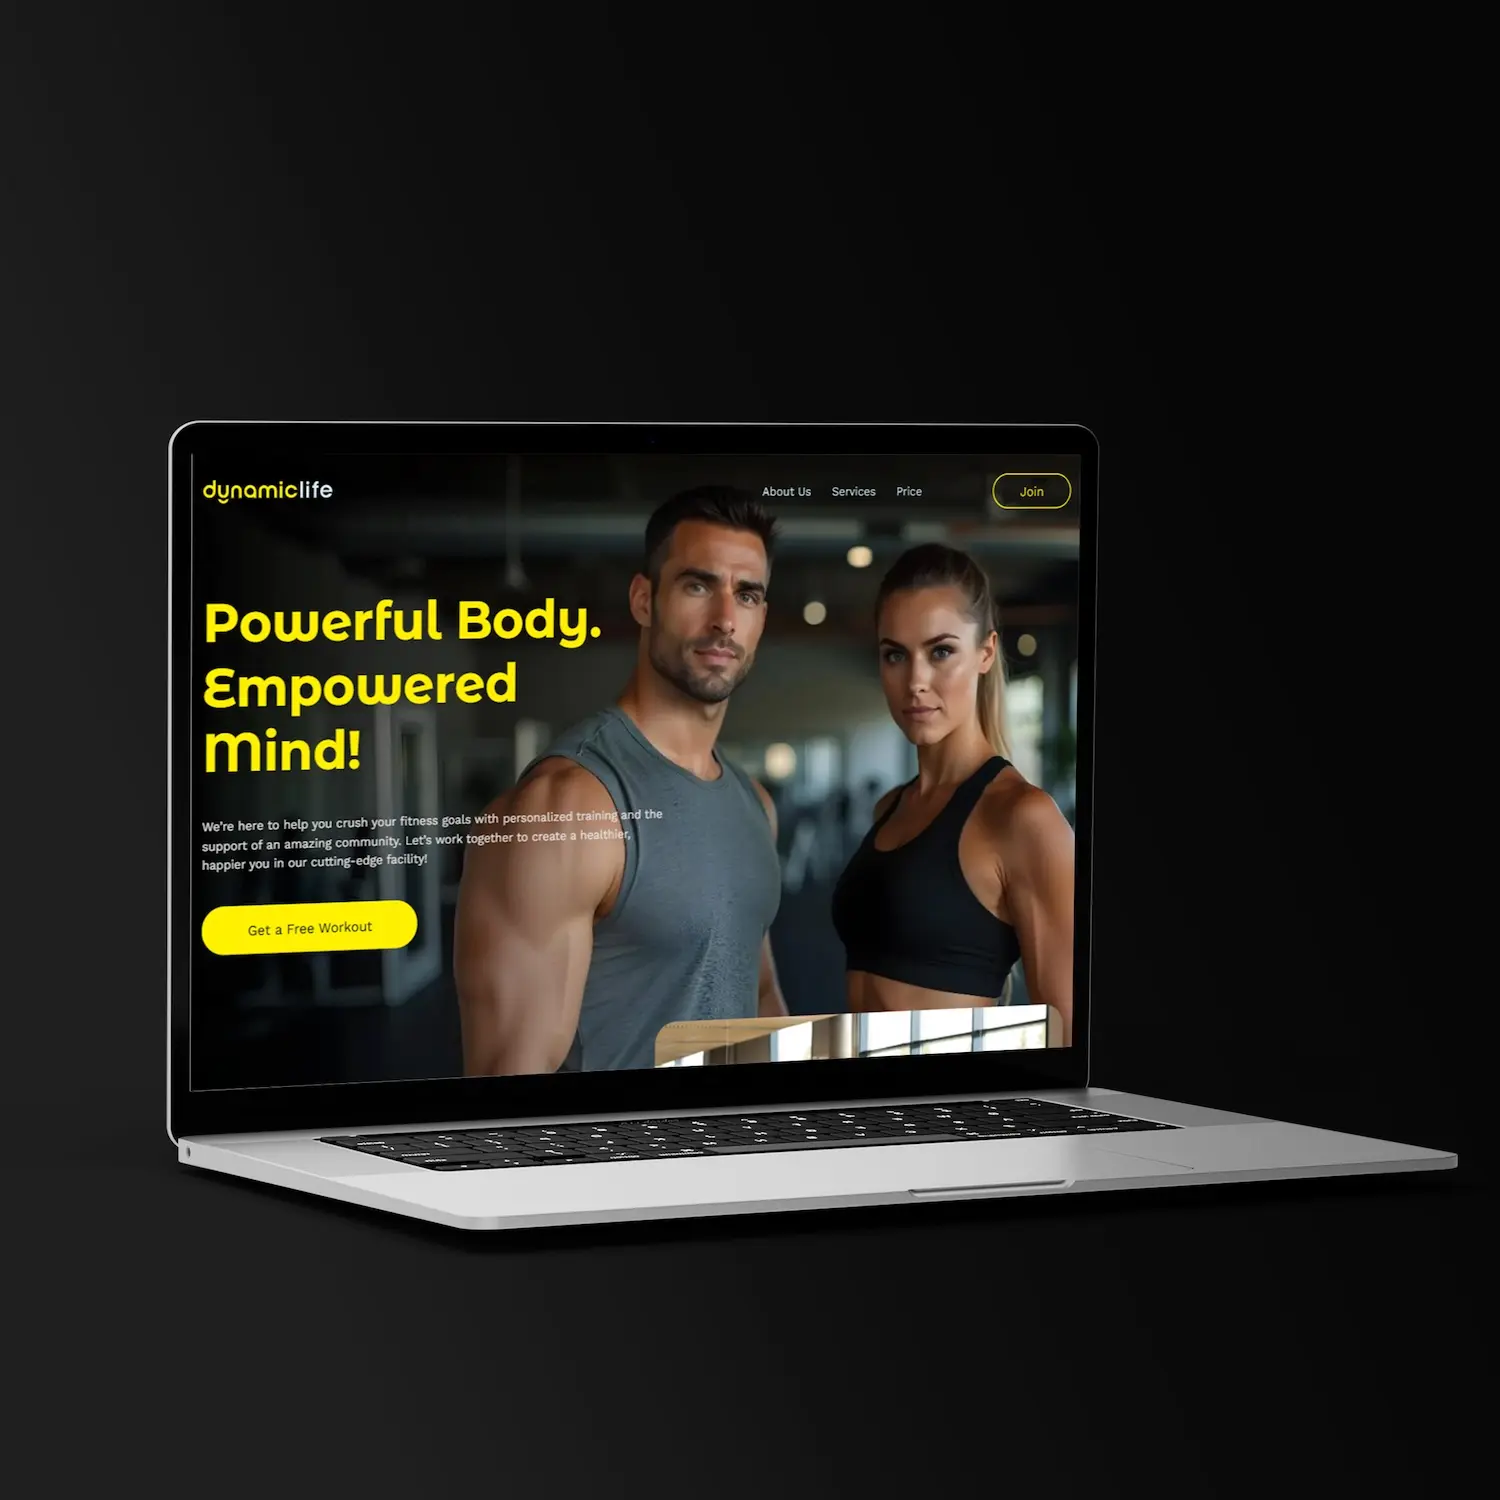 dynamiclife
About Us Services Price
Join
Powerful Body.
Empowered
Mind!
We're here to help you crush your fitness goals with personalized training and the
support of an amazing community. Let's work together to create a healthier,
happier you in our cutting-edge facility!
Get a Free Workout